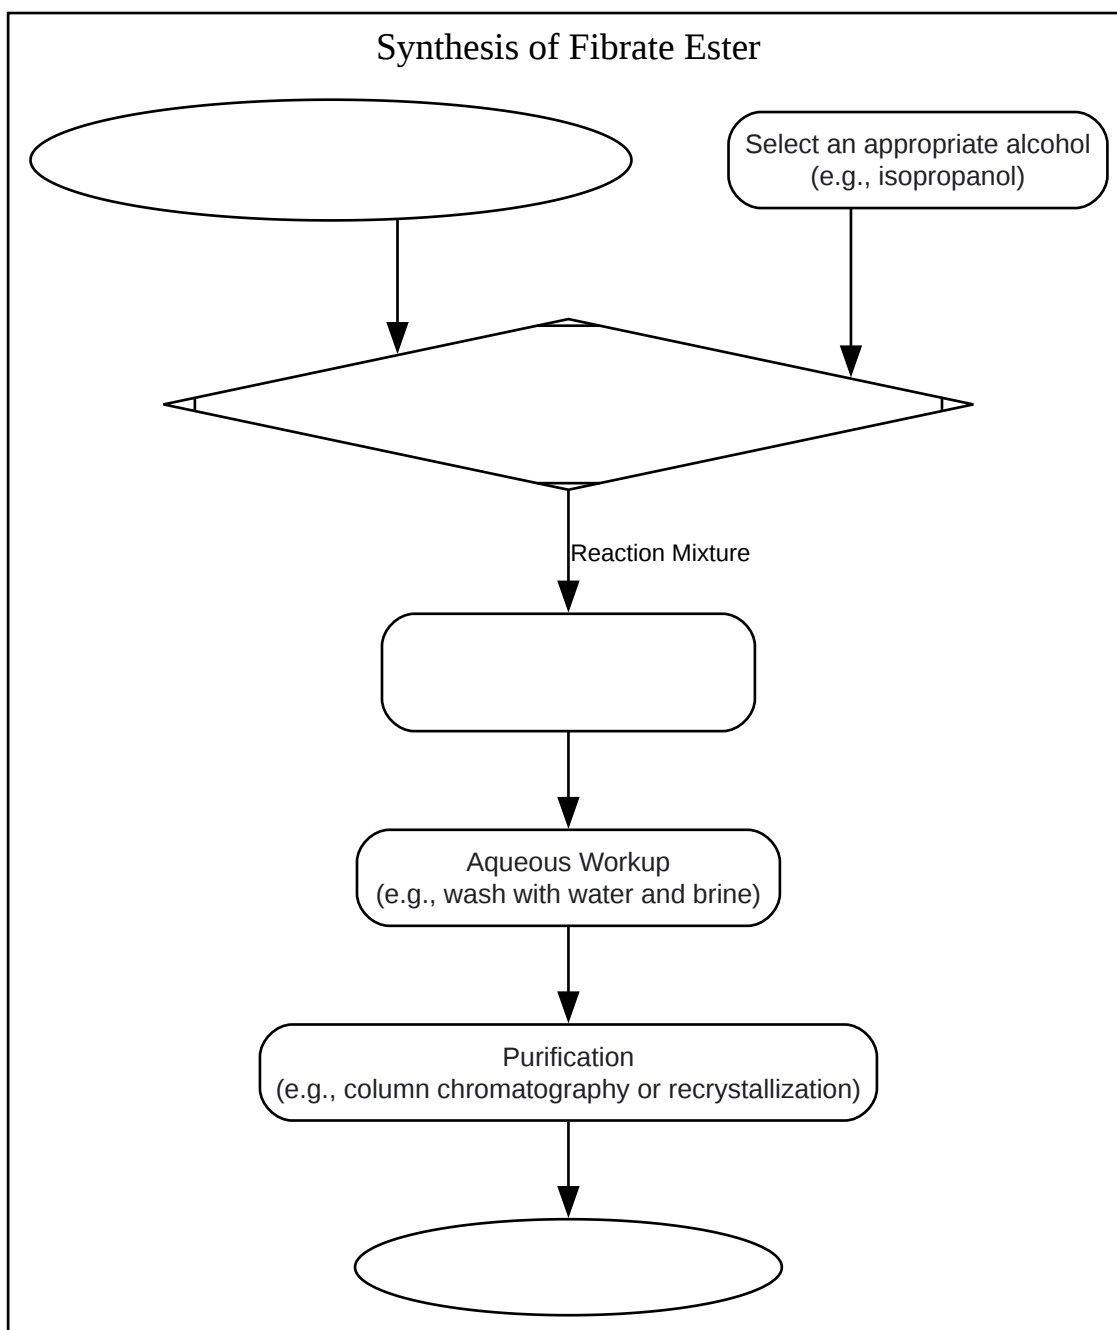 Synthesis of Fibrate Ester
Select an appropriate alcohol
(e.g., isopropanol)
Reaction Mixture
Aqueous Workup
(e.g., wash with water and brine)
Purification
(e.g., column chromatography or recrystallization)